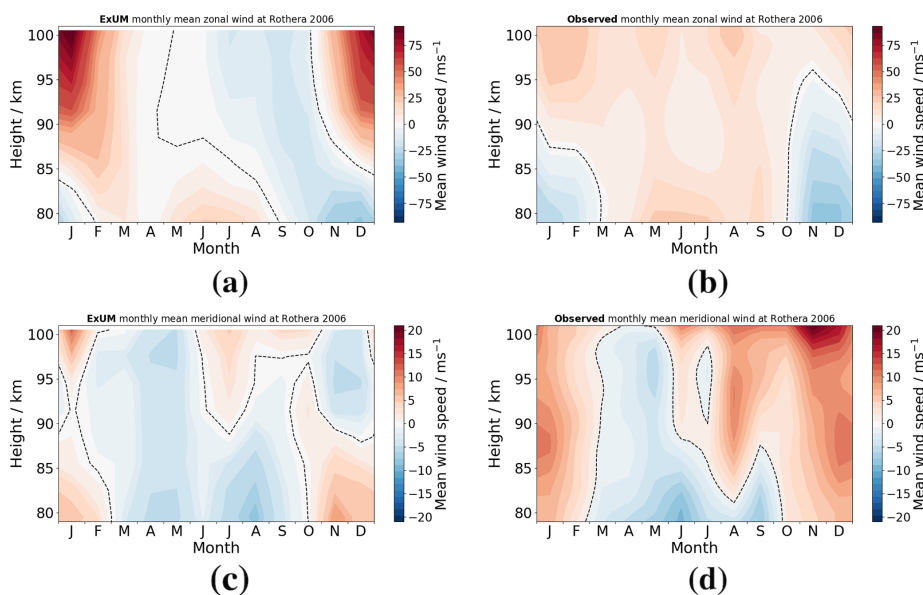 ExUM monthly mean zonal wind at Rothera 2006
100
95
90
85
80
Height / km
J F M A M J J A S O N D
Month
75
50
25
0
−25
−50
−75
Mean wind speed / ms−1
(a)
Observed monthly mean zonal wind at Rothera 2006
100
95
90
85
80
Height / km
J F M A M J J A S O N D
Month
75
50
25
0
−25
−50
−75
Mean wind speed / ms−1
(b)
ExUM monthly mean meridional wind at Rothera 2006
100
95
90
85
80
Height / km
J F M A M J J A S O N D
Month
20
15
10
5
0
−5
−10
−15
−20
Mean wind speed / ms−1
(c)
Observed monthly mean meridional wind at Rothera 2006
100
95
90
85
80
Height / km
J F M A M J J A S O N D
Month
20
15
10
5
0
−5
−10
−15
−20
Mean wind speed / ms−1
(d)